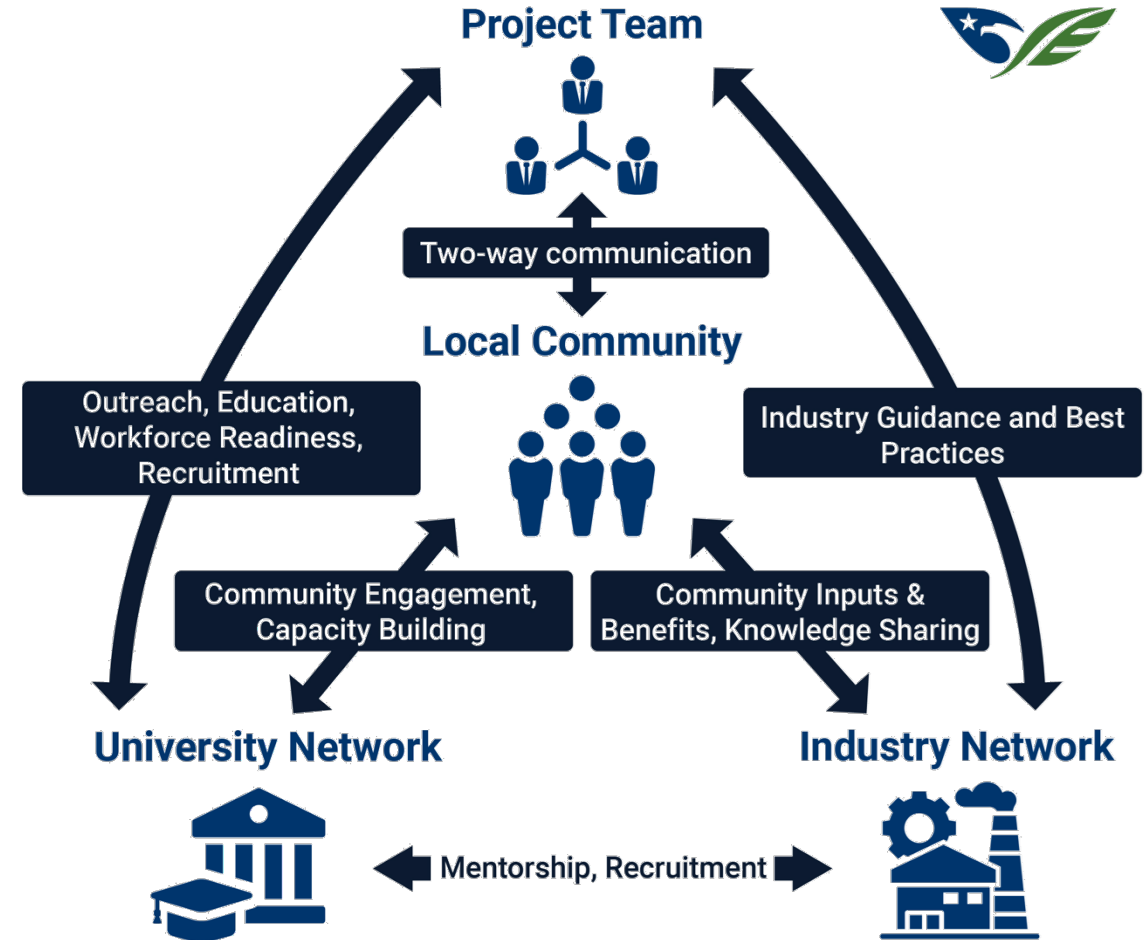 Project Team
Two-way communication
Local Community
Outreach, Education,
Workforce Readiness,
Recruitment
Industry Guidance and Best
Practices
Community Engagement,
Capacity Building
Community Inputs &
Benefits, Knowledge Sharing
University Network
Industry Network
Mentorship, Recruitment